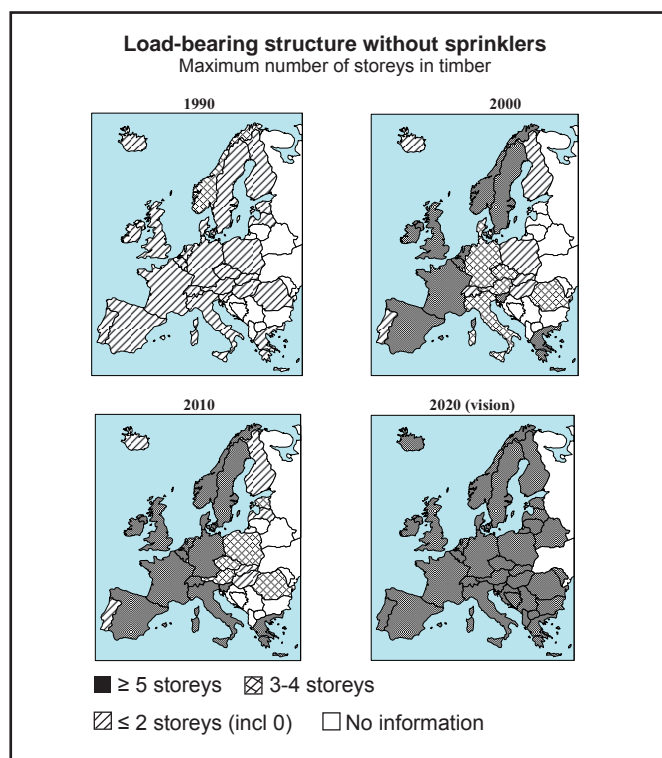 Load-bearing structure without sprinklers
Maximum number of storeys in timber
1990
2000
2010
2020 (vision)
≥ 5 storeys
3-4 storeys
≤ 2 storeys (incl 0)
No information